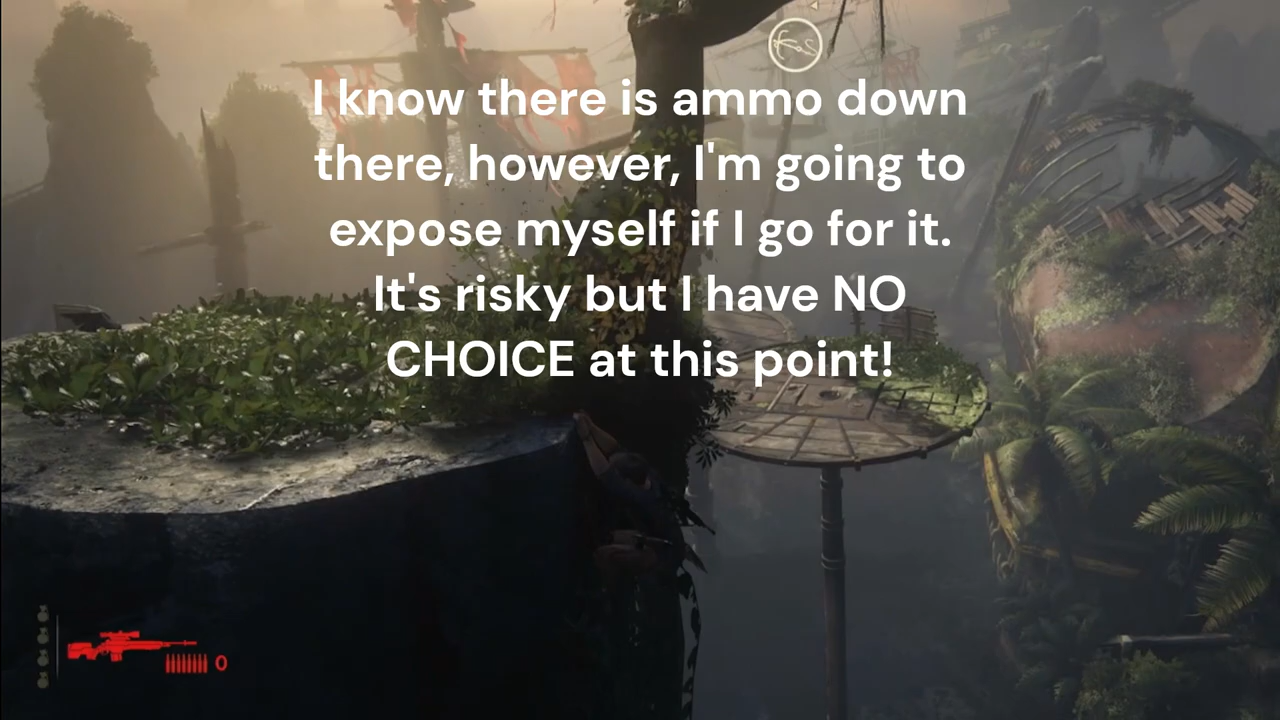 I know there is ammo down
there, however, I'm going to
expose myself if I go for it.
It's risky but I have NO
CHOICE at this point!
0